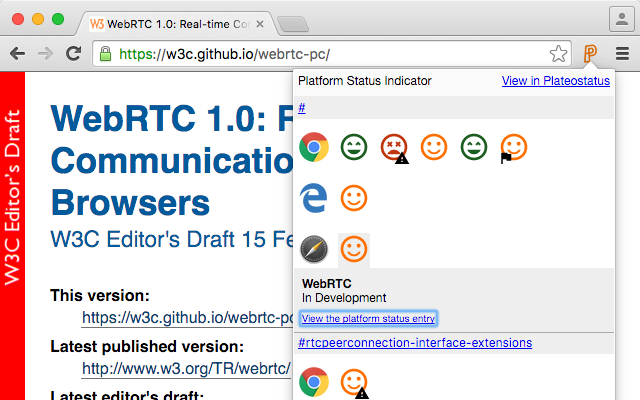 W3 WebRTC 1.0: Real-time Co
https://w3c.github.io/webrtc-pc/
Platform Status Indicator
View in Plateostatus
#
W3C Editor's Draft
WebRTC 1.0: R
Communicatio
Browsers
W3C Editor's Draft 15 Fe
WebRTC
In Development
View the platform status entry
#rtcpeerconnection-interface-extensions
This version:
https://w3c.github.io/webrtc-pc
Latest published version:
http://www.w3.org/TR/webrtc/
Latest editor's draft: